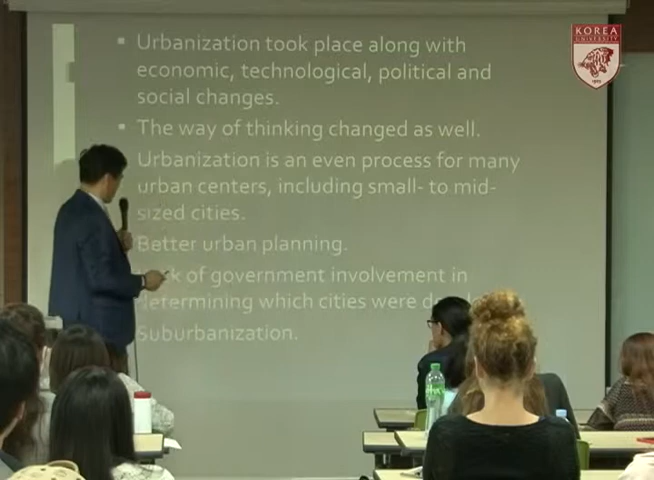 KOREA
UNIVERSITY
Urbanization took place along with
economic, technological, political and
social changes.
The way of thinking changed as well.
Urbanization is an even process for many
urban centers, including small- to mid-
sized cities.
Better urban planning.
of government involvement in
determining which cities were
Suburbanization.